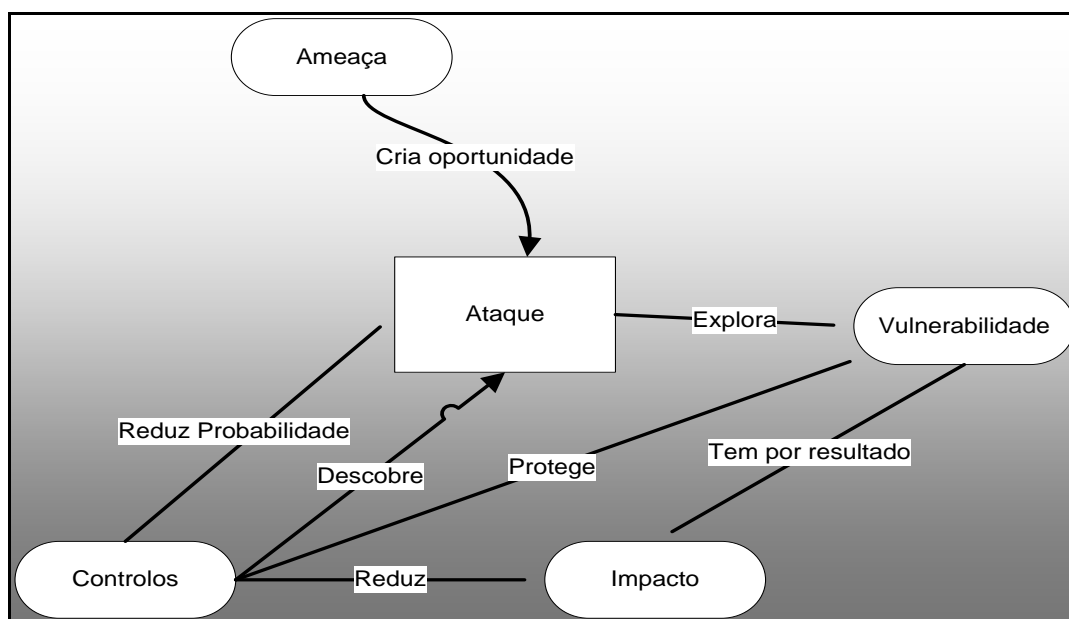 Ameaça
Cria oportunidade
Ataque
Explora
Vulnerabilidade
Reduz Probabilidade
Descobre
Protege
Tem por resultado
Controlos
Reduz
Impacto